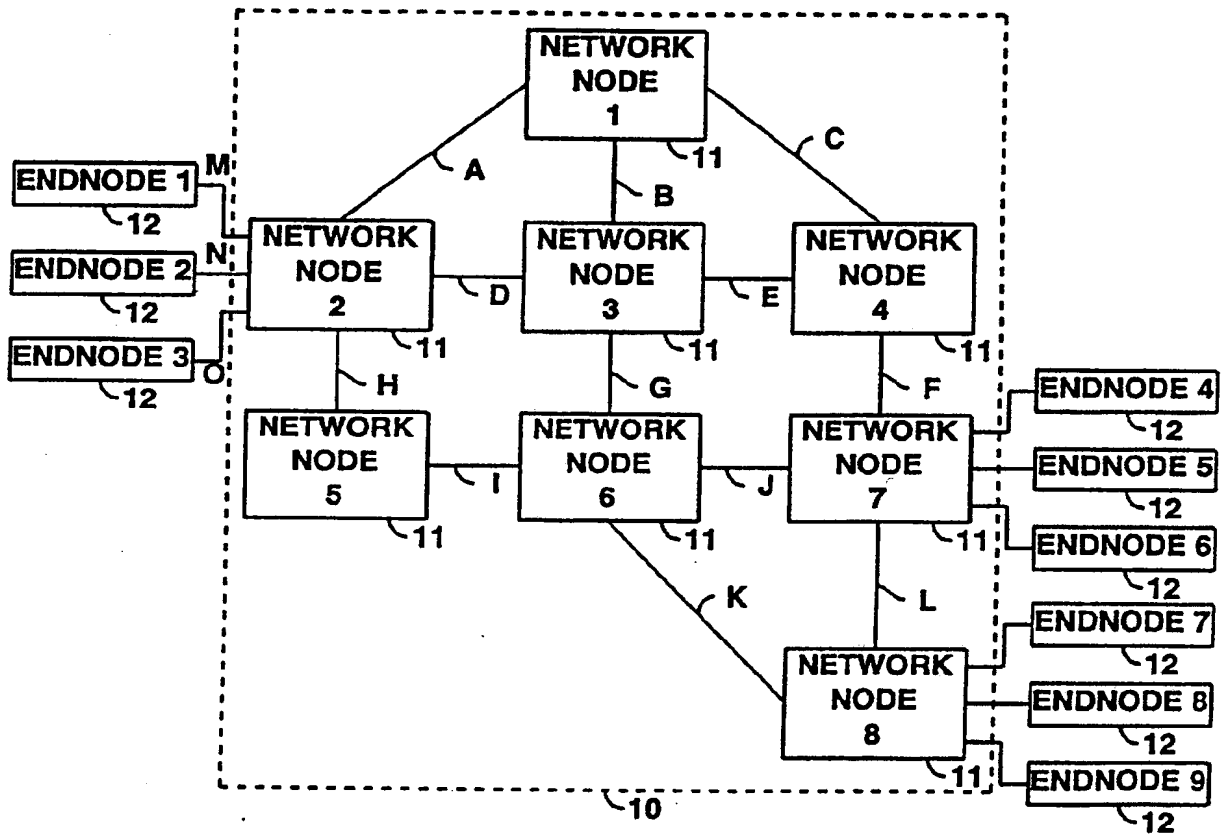 NETWORK
NODE
1
11
A
B
C
M
ENDNODE 1
12
N
ENDNODE 2
12
ENDNODE 3
O
12
NETWORK
NODE
2
11
D
NETWORK
NODE
3
11
E
NETWORK
NODE
4
11
H
G
F
NETWORK
NODE
5
11
I
NETWORK
NODE
6
11
J
NETWORK
NODE
7
11
ENDNODE 4
12
ENDNODE 5
12
ENDNODE 6
12
K
L
NETWORK
NODE
8
11
ENDNODE 7
12
ENDNODE 8
12
ENDNODE 9
12
10